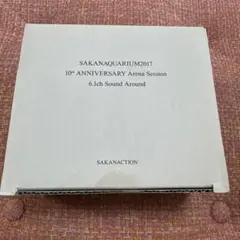 SAKANAQUARIUM2017
10th ANNIVERSARY Arena Session
6.1ch Sound Around
SAKANACTION